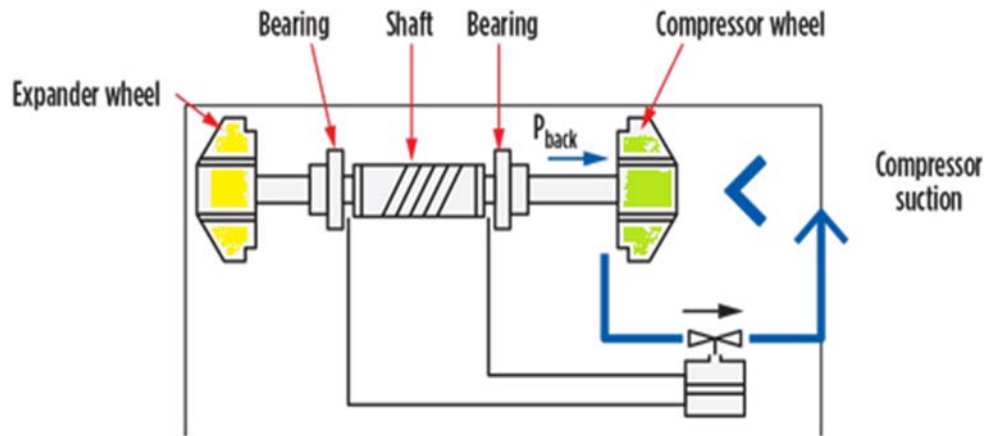 Bearing
Shaft
Bearing
Compressor wheel
Expander wheel
Pback
Compressor
suction